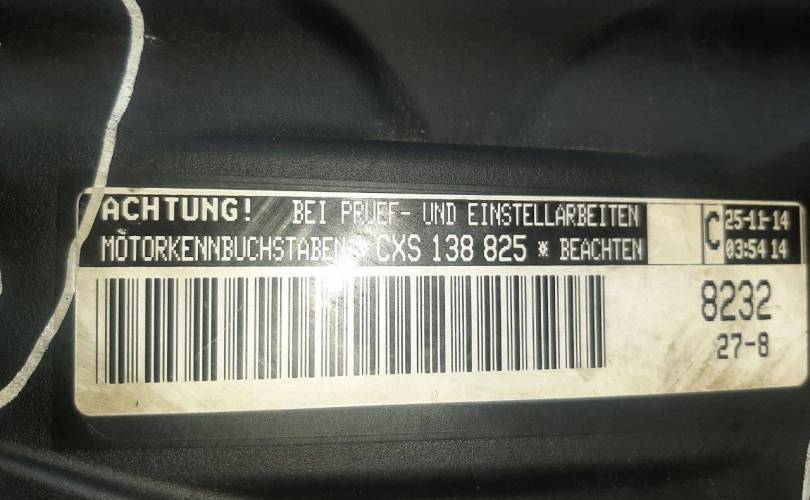 ACHTUNG! BEI PRUEF- UND EINSTELLARBEITEN
MOTORKENNBUCHSTABEN * CXS 138 825 * BEACHTEN
C
25-11-14
03:54 14
8232
27-8